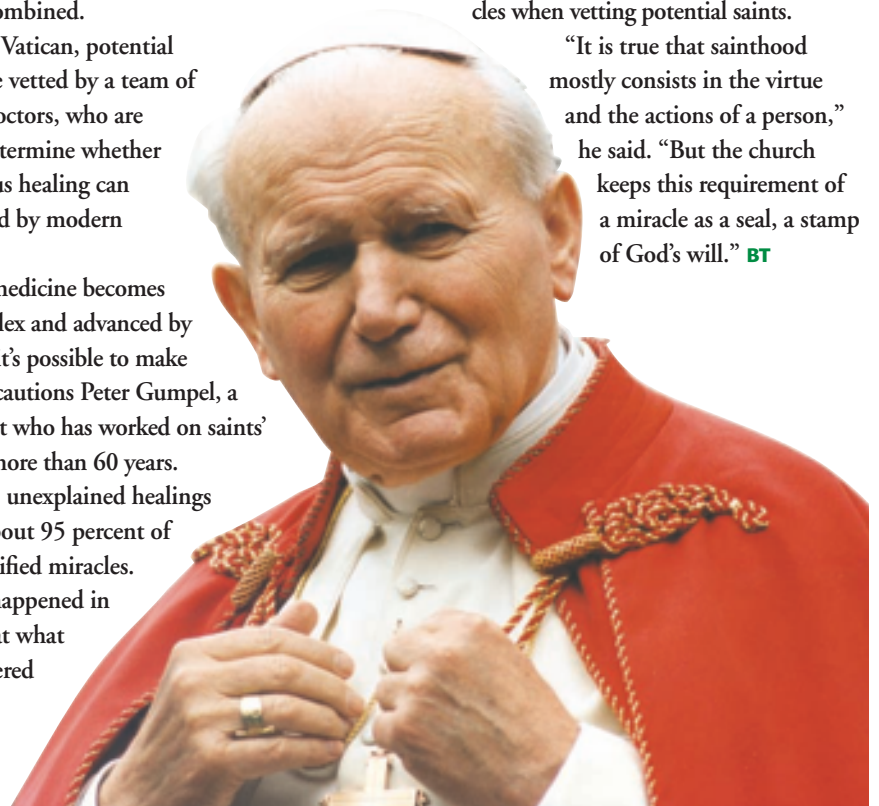 ombined.
Vatican, potential
e vetted by a team of
octors, who are
termine whether
us healing can
d by modern
medicine becomes
lex and advanced by
it’s possible to make
cautions Peter Gumpel, a
t who has worked on saints’
more than 60 years.
unexplained healings
out 95 percent of
ified miracles.
happened in
at what
ered
cles when vetting potential saints.
“It is true that sainthood
mostly consists in the virtue
and the actions of a person,”
he said. “But the church
keeps this requirement of
a miracle as a seal, a stamp
of God’s will.” BT